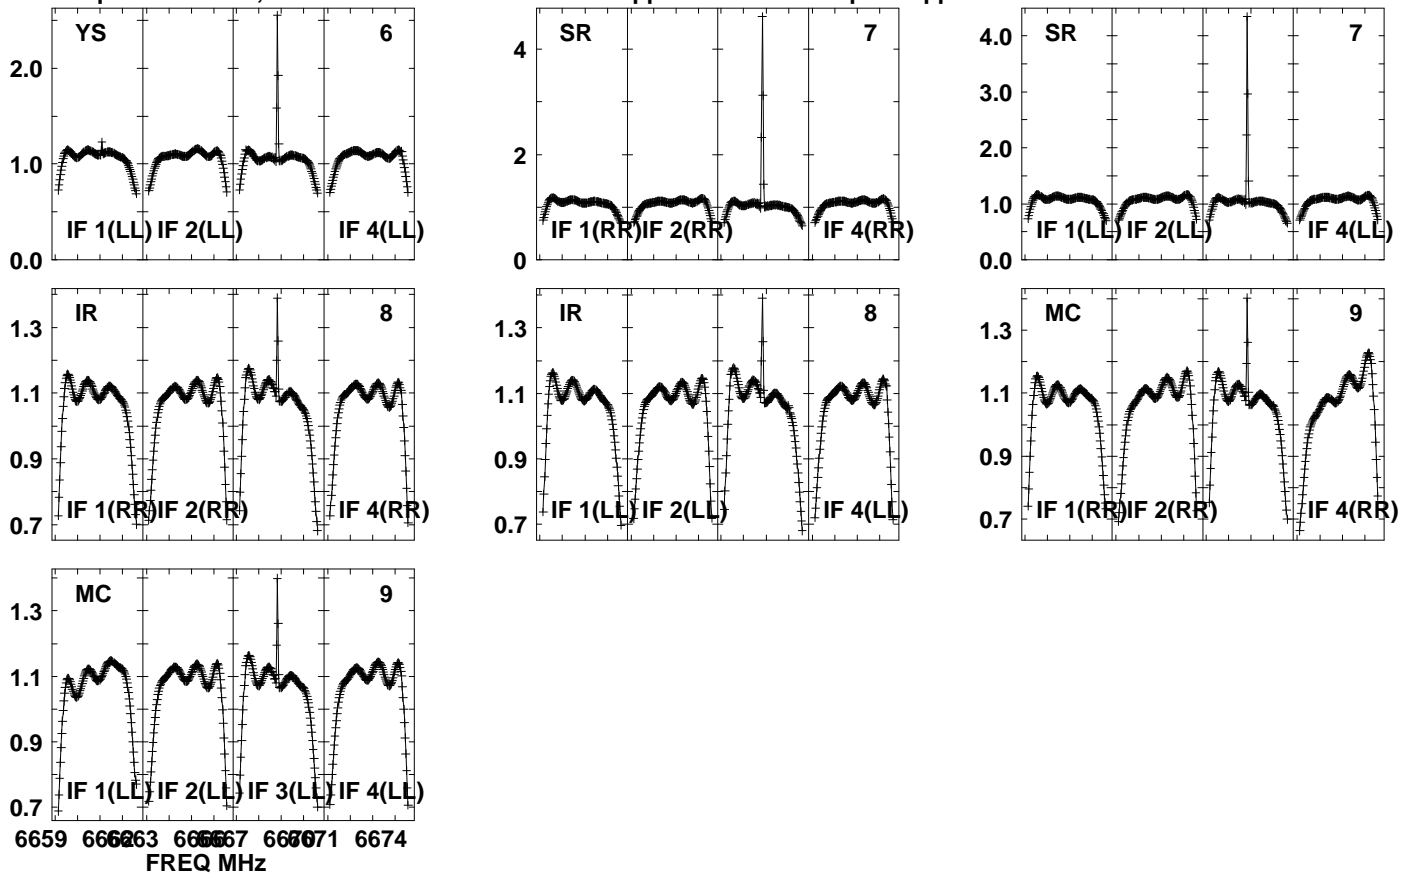 YS 6 SR 7 SR 7
2.0 4 4.0
3.0
1.0 2 2.0
1.0
IF 1(LL) IF 2(LL) IF 4(LL) IF 1(RR) IF 2(RR) IF 4(RR) IF 1(LL) IF 2(LL) IF 4(LL)
0.0 0 0.0
IR 8 IR 8 MC 9
1.3 1.3 1.3
1.1 1.1 1.1
0.9 0.9 0.9
IF 1(RR) IF 2(RR) IF 4(RR) IF 1(LL) IF 2(LL) IF 4(LL) IF 1(RR) IF 2(RR) IF 4(RR)
0.7 0.7 0.7
MC 9
1.3
1.1
0.9
IF 1(LL) IF 2(LL) IF 3(LL) IF 4(LL)
0.7
6659 6662 6663 6666 6667 6670 6671 6674
FREQ MHz